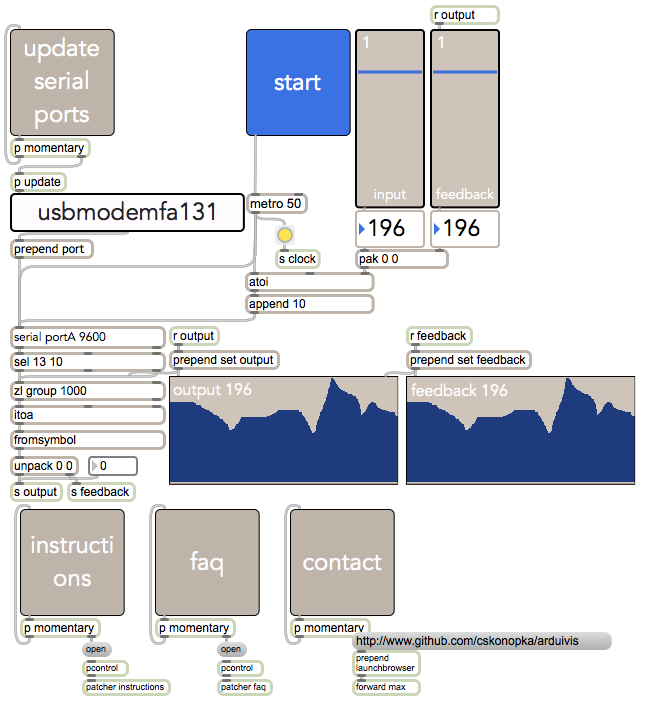 r output
update
serial
ports
start
1
1
input
feedback
p momentary
p update
usbmodemfa131
metro 50
196
196
prepend port
s clock
pak 0 0
atoi
append 10
serial portA 9600
r output
r feedback
sel 13 10
prepend set output
prepend set feedback
zl group 1000
output 196
feedback 196
itoa
fromsymbol
unpack 0 0
0
s output
s feedback
instructi
ons
faq
contact
p momentary
p momentary
p momentary
open
open
http://www.github.com/cskonopka/arduivis
pcontrol
pcontrol
prepend
launchbrowser
patcher instructions
patcher faq
forward max